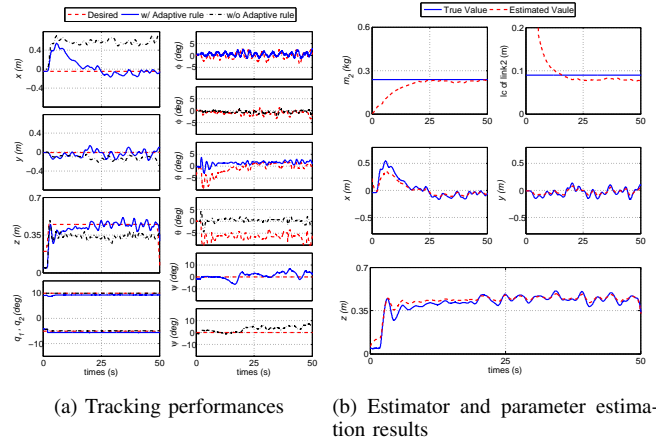 Desired w/ Adaptive rule w/o Adaptive rule
0.4
0
−0.4
x (m)
0.4
0
−0.4
y (m)
0.7
0.35
0
z (m)
10
0
−10
q1, q2 (deg)
0 25 50
times (s)
5
0
−5
ϕ (deg)
5
0
−5
ϕ (deg)
5
0
−5
θ (deg)
5
0
−5
θ (deg)
10
0
−10
ψ (deg)
10
0
−10
ψ (deg)
0 25 50
times (s)
(a) Tracking performances
True Value Estimated Vaule
0.6
0.3
0
m2 (kg)
0 25 50
0.2
0.1
0
lc of link2 (m)
0 25 50
0.5
0
−0.5
x (m)
0 25 50
0.5
0
−0.5
y (m)
0 25 50
0.7
0.35
0
z (m)
0 25 50
times (s)
(b) Estimator and parameter estima-
tion results